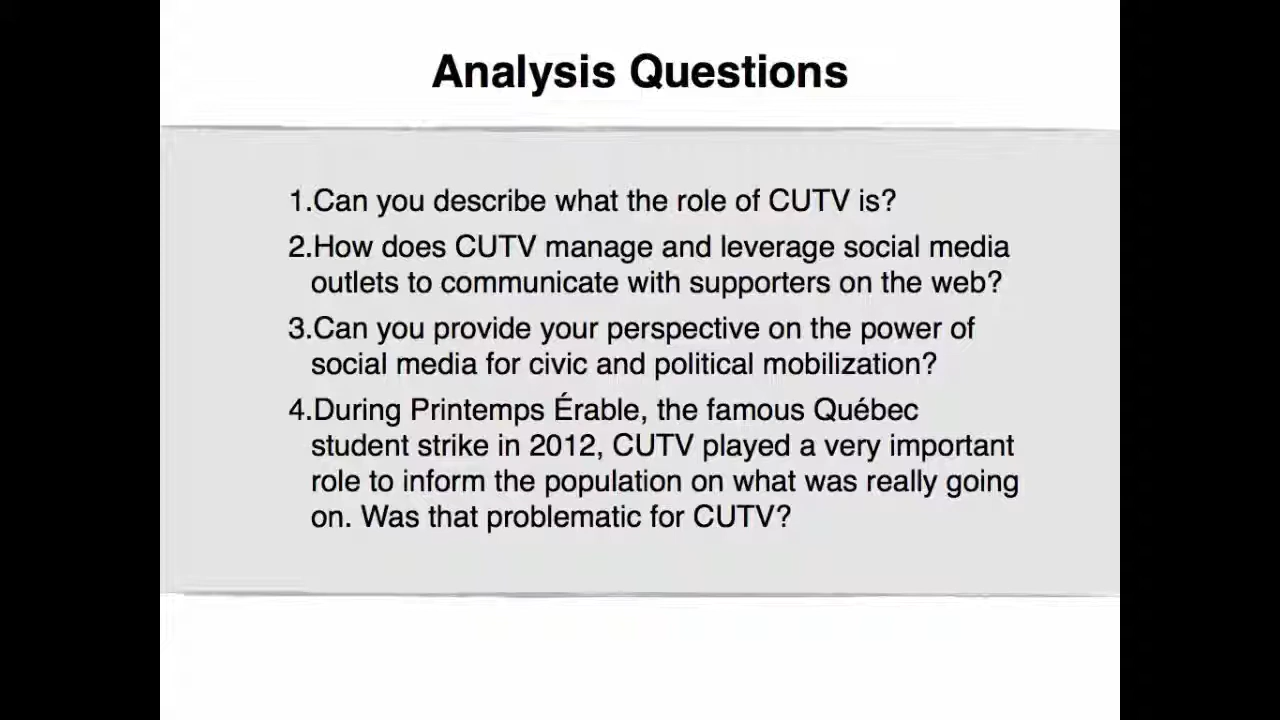 Analysis Questions
1.Can you describe what the role of CUTV is?
2.How does CUTV manage and leverage social media
outlets to communicate with supporters on the web?
3.Can you provide your perspective on the power of
social media for civic and political mobilization?
4.During Printemps Érable, the famous Québec
student strike in 2012, CUTV played a very important
role to inform the population on what was really going
on. Was that problematic for CUTV?